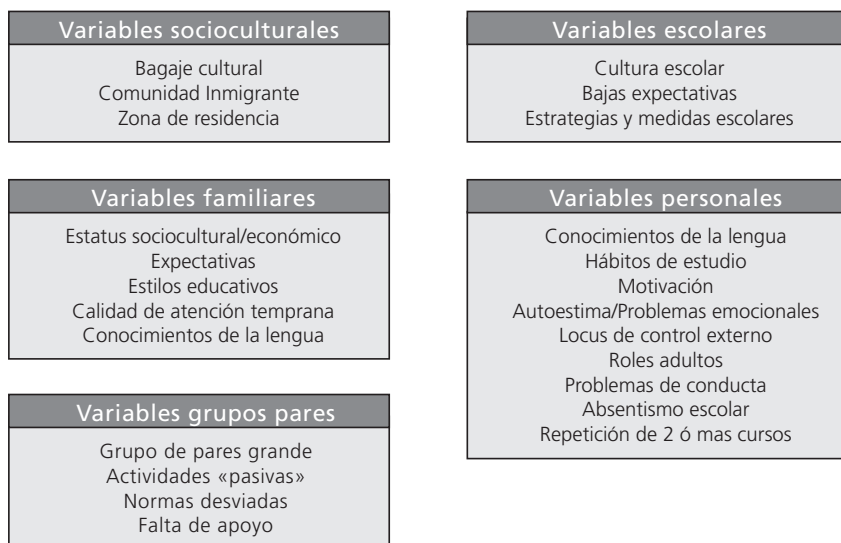 Variables socioculturales
Bagaje cultural
Comunidad Inmigrante
Zona de residencia
Variables escolares
Cultura escolar
Bajas expectativas
Estrategias y medidas escolares
Variables familiares
Estatus sociocultural/económico
Expectativas
Estilos educativos
Calidad de atención temprana
Conocimientos de la lengua
Variables personales
Conocimientos de la lengua
Hábitos de estudio
Motivación
Autoestima/Problemas emocionales
Locus de control externo
Roles adultos
Problemas de conducta
Absentismo escolar
Repetición de 2 ó mas cursos
Variables grupos pares
Grupo de pares grande
Actividades «pasivas»
Normas desviadas
Falta de apoyo